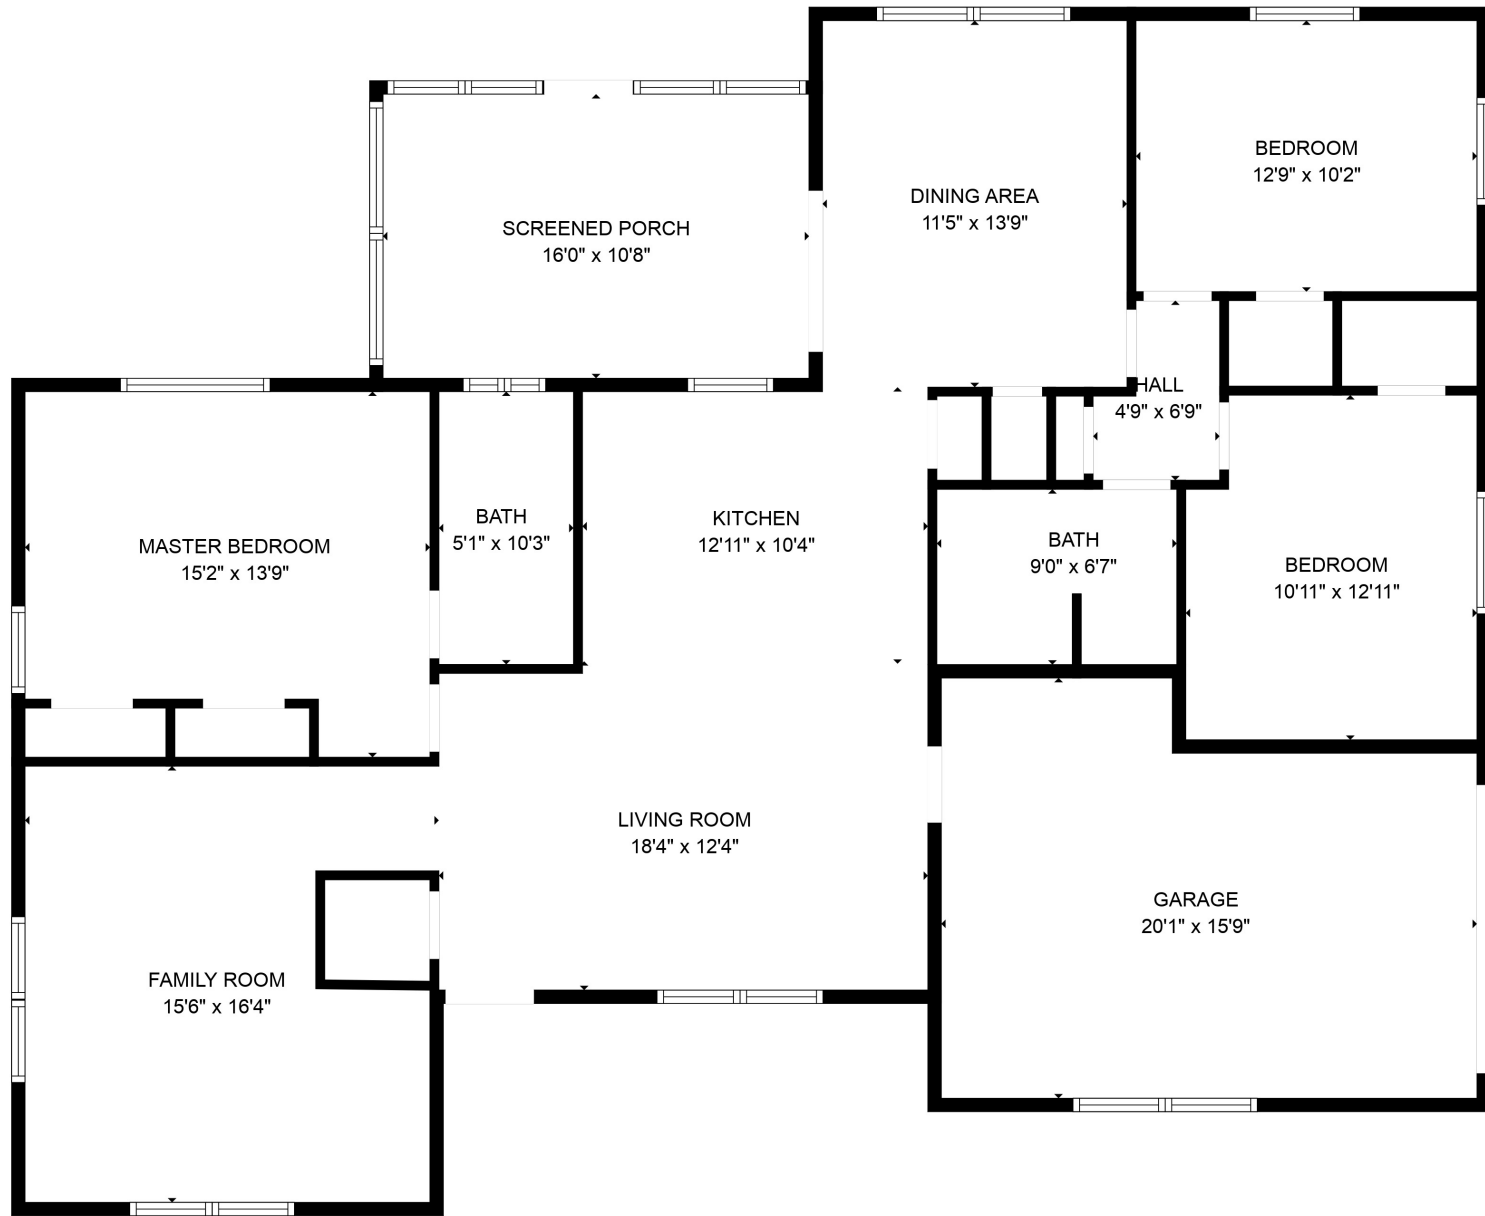 BEDROOM
12'9" x 10'2"
DINING AREA
11'5" x 13'9"
SCREENED PORCH
16'0" x 10'8"
HALL
4'9" x 6'9"
MASTER BEDROOM
15'2" x 13'9"
BATH
5'1" x 10'3"
KITCHEN
12'11" x 10'4"
BATH
9'0" x 6'7"
BEDROOM
10'11" x 12'11"
LIVING ROOM
18'4" x 12'4"
GARAGE
20'1" x 15'9"
FAMILY ROOM
15'6" x 16'4"